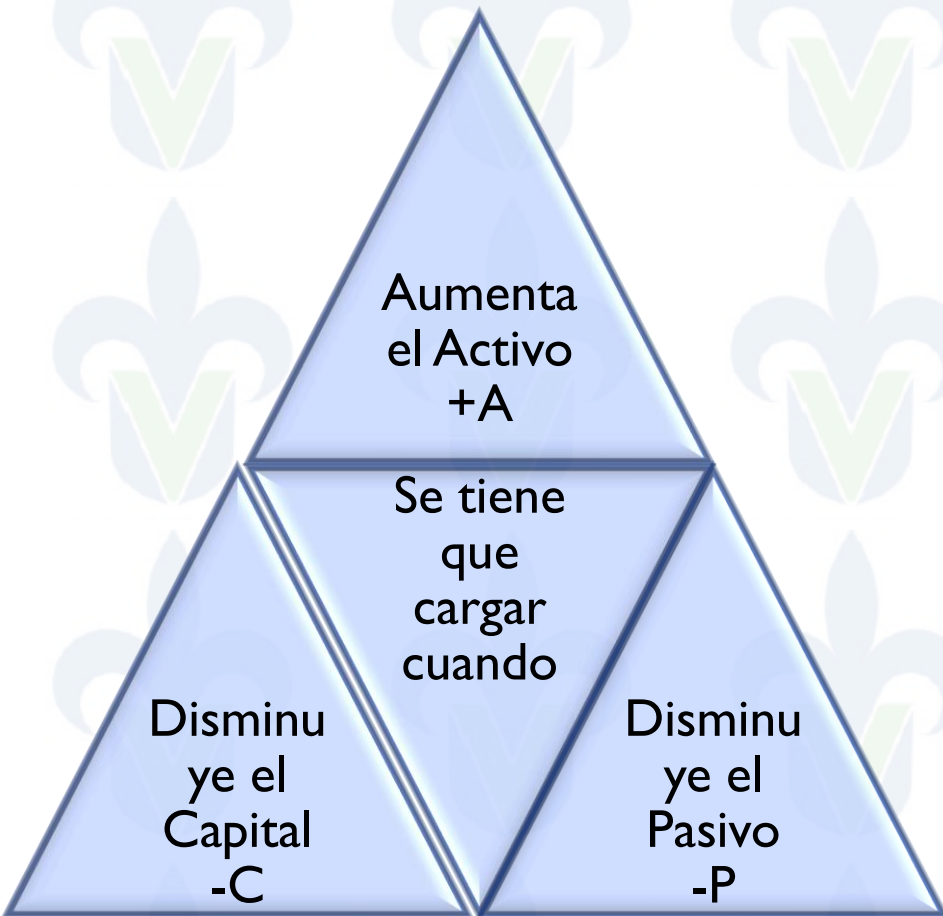 Aumenta
el Activo
+A
Se tiene
que
cargar
cuando
Disminu
ye el
Capital
-C
Disminu
ye el
Pasivo
-P